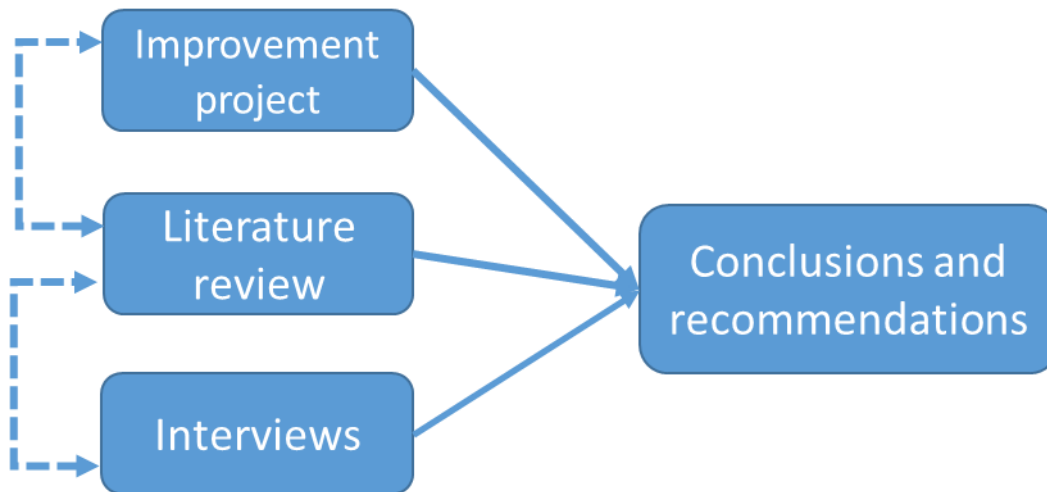 Improvement
project
Literature
review
Interviews
Conclusions and
recommendations